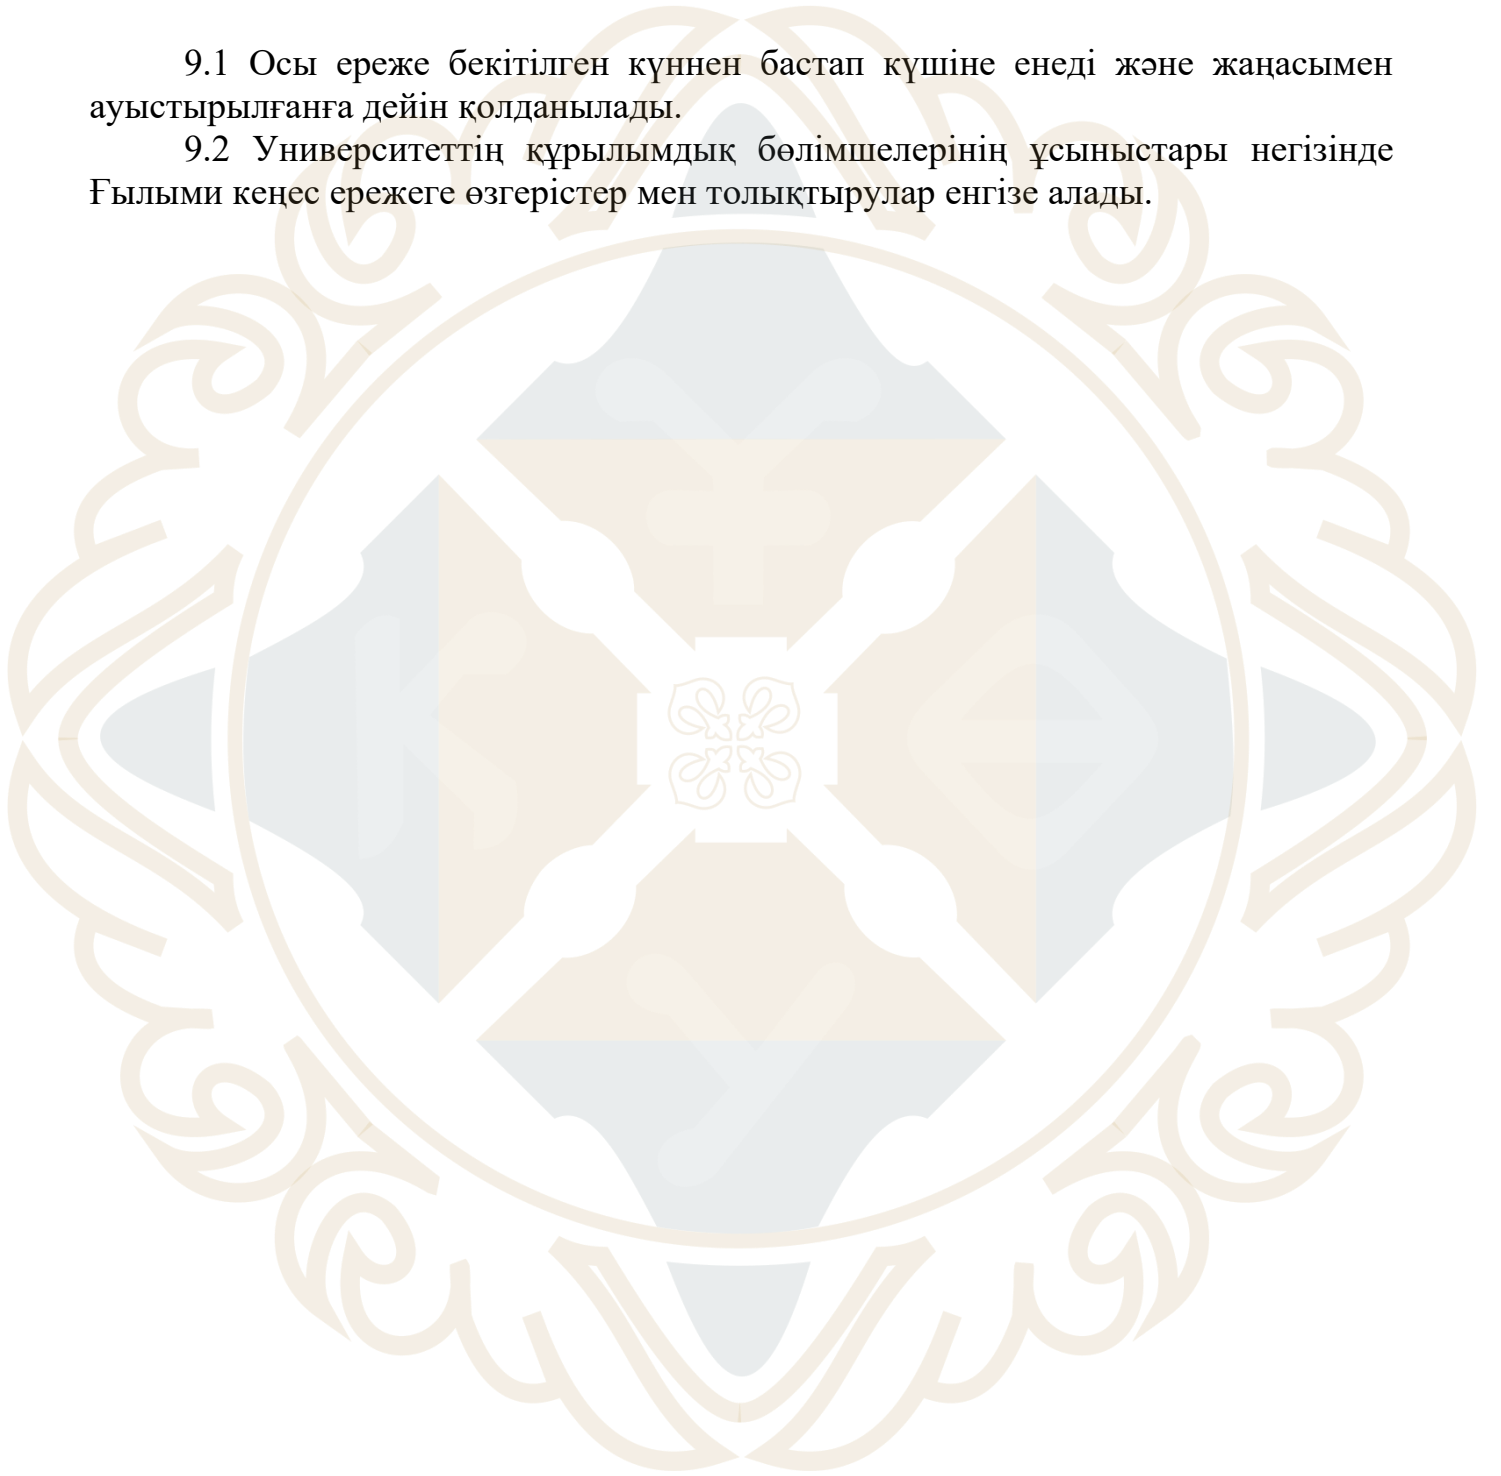 9.1 Осы ереже бекітілген күннен бастап күшіне енеді және жаңасымен
ауыстырылғанға дейін қолданылады.
9.2 Университеттің құрылымдық бөлімшелерінің ұсыныстары негізінде
Ғылыми кеңес ережеге өзгерістер мен толықтырулар енгізе алады.
Ұ
Қ Ө
У